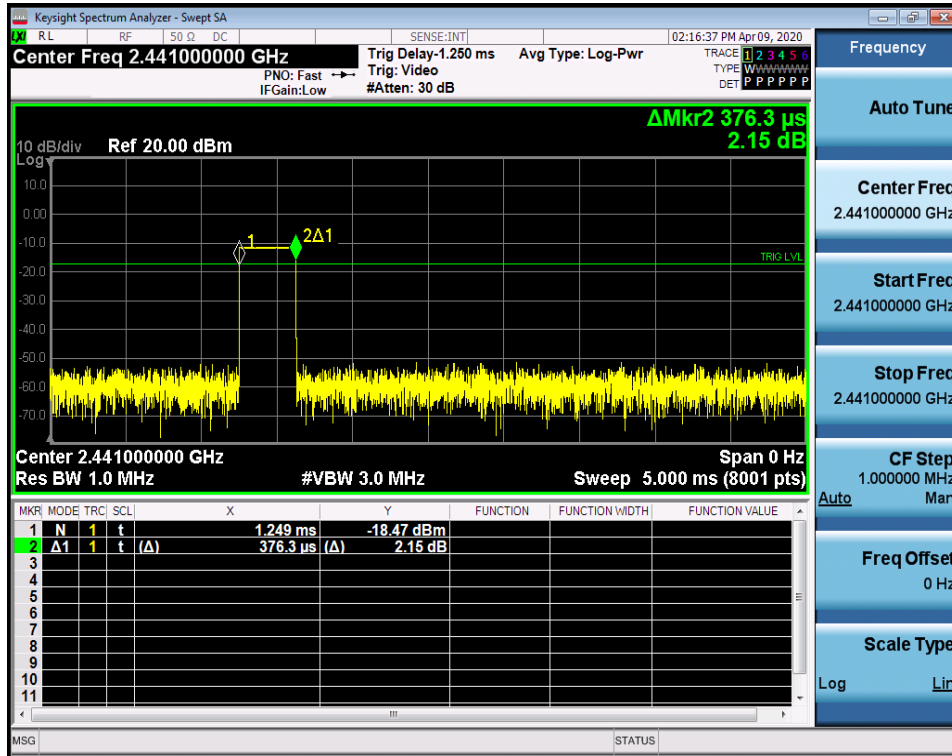 Keysight Spectrum Analyzer - Swept SA
LXI RL RF 50 Ω DC SENSE:INT 02:16:37 PM Apr 09, 2020
Center Freq 2.441000000 GHz
PNO: Fast
IFGain:Low
Trig Delay-1.250 ms
Trig: Video
#Atten: 30 dB
Avg Type: Log-Pwr
TRACE 1 2 3 4 5 6
TYPE WWWWWW
DET P P P P P P
ΔMkr2 376.3 µs
2.15 dB
10 dB/div Ref 20.00 dBm
Log
10.0
0.00
-10.0
-20.0
-30.0
-40.0
-50.0
-60.0
-70.0
1
2Δ1
TRIG LVL
Center 2.441000000 GHz Span 0 Hz
Res BW 1.0 MHz #VBW 3.0 MHz Sweep 5.000 ms (8001 pts)
MKR MODE TRC SCL X Y FUNCTION FUNCTION WIDTH FUNCTION VALUE
1 N 1 t 1.249 ms -18.47 dBm
2 Δ1 1 t (Δ) 376.3 µs (Δ) 2.15 dB
3
4
5
6
7
8
9
10
11
MSG STATUS
Frequency
Auto Tune
Center Freq
2.441000000 GHz
Start Freq
2.441000000 GHz
Stop Freq
2.441000000 GHz
CF Step
1.000000 MHz
Auto Man
Freq Offset
0 Hz
Scale Type
Log Lin